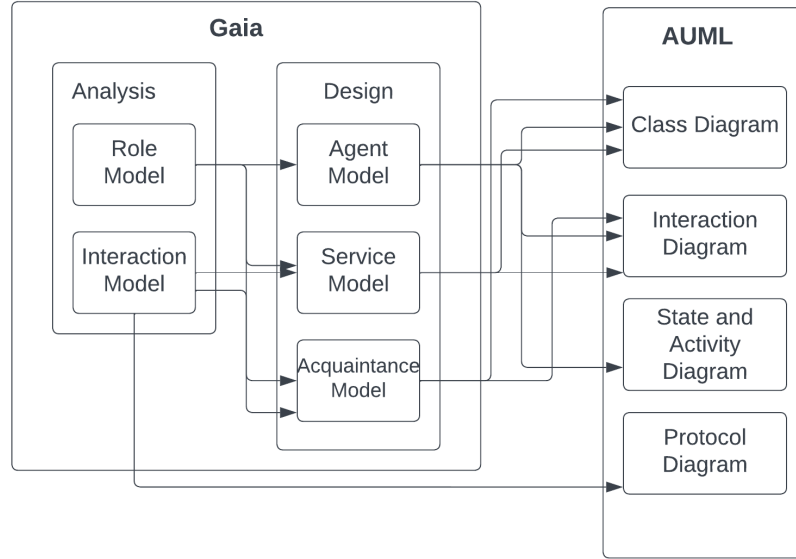 Gaia
Analysis
Role
Model
Interaction
Model
Design
Agent
Model
Service
Model
Acquaintance
Model
AUML
Class Diagram
Interaction
Diagram
State and
Activity
Diagram
Protocol
Diagram